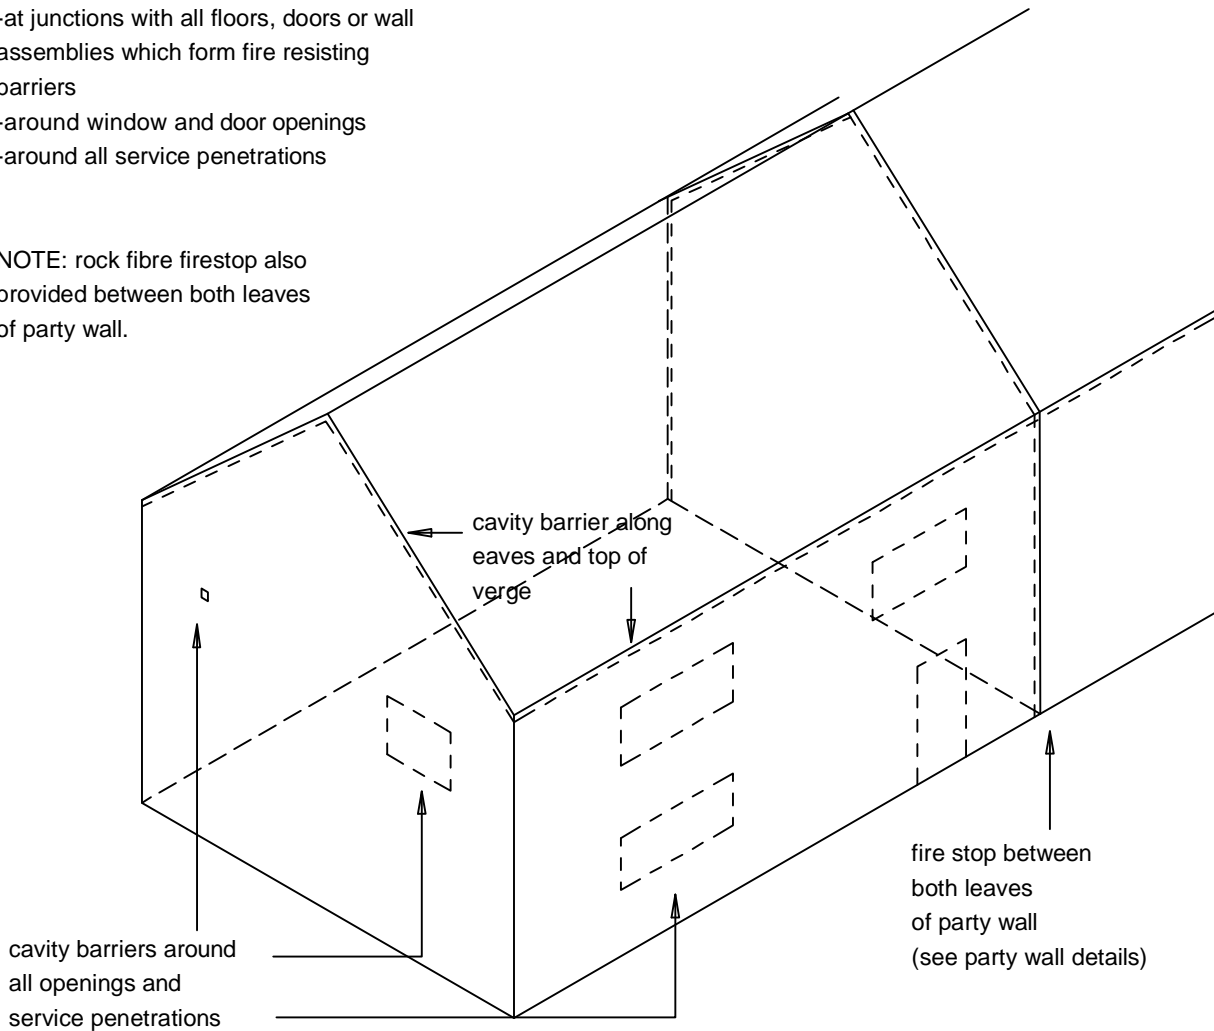 -at junctions with all floors, doors or wall
assemblies which form fire resisting
barriers
-around window and door openings
-around all service penetrations
NOTE: rock fibre firestop also
provided between both leaves
of party wall.
cavity barrier along
eaves and top of
verge
fire stop between
both leaves
of party wall
(see party wall details)
cavity barriers around
all openings and
service penetrations